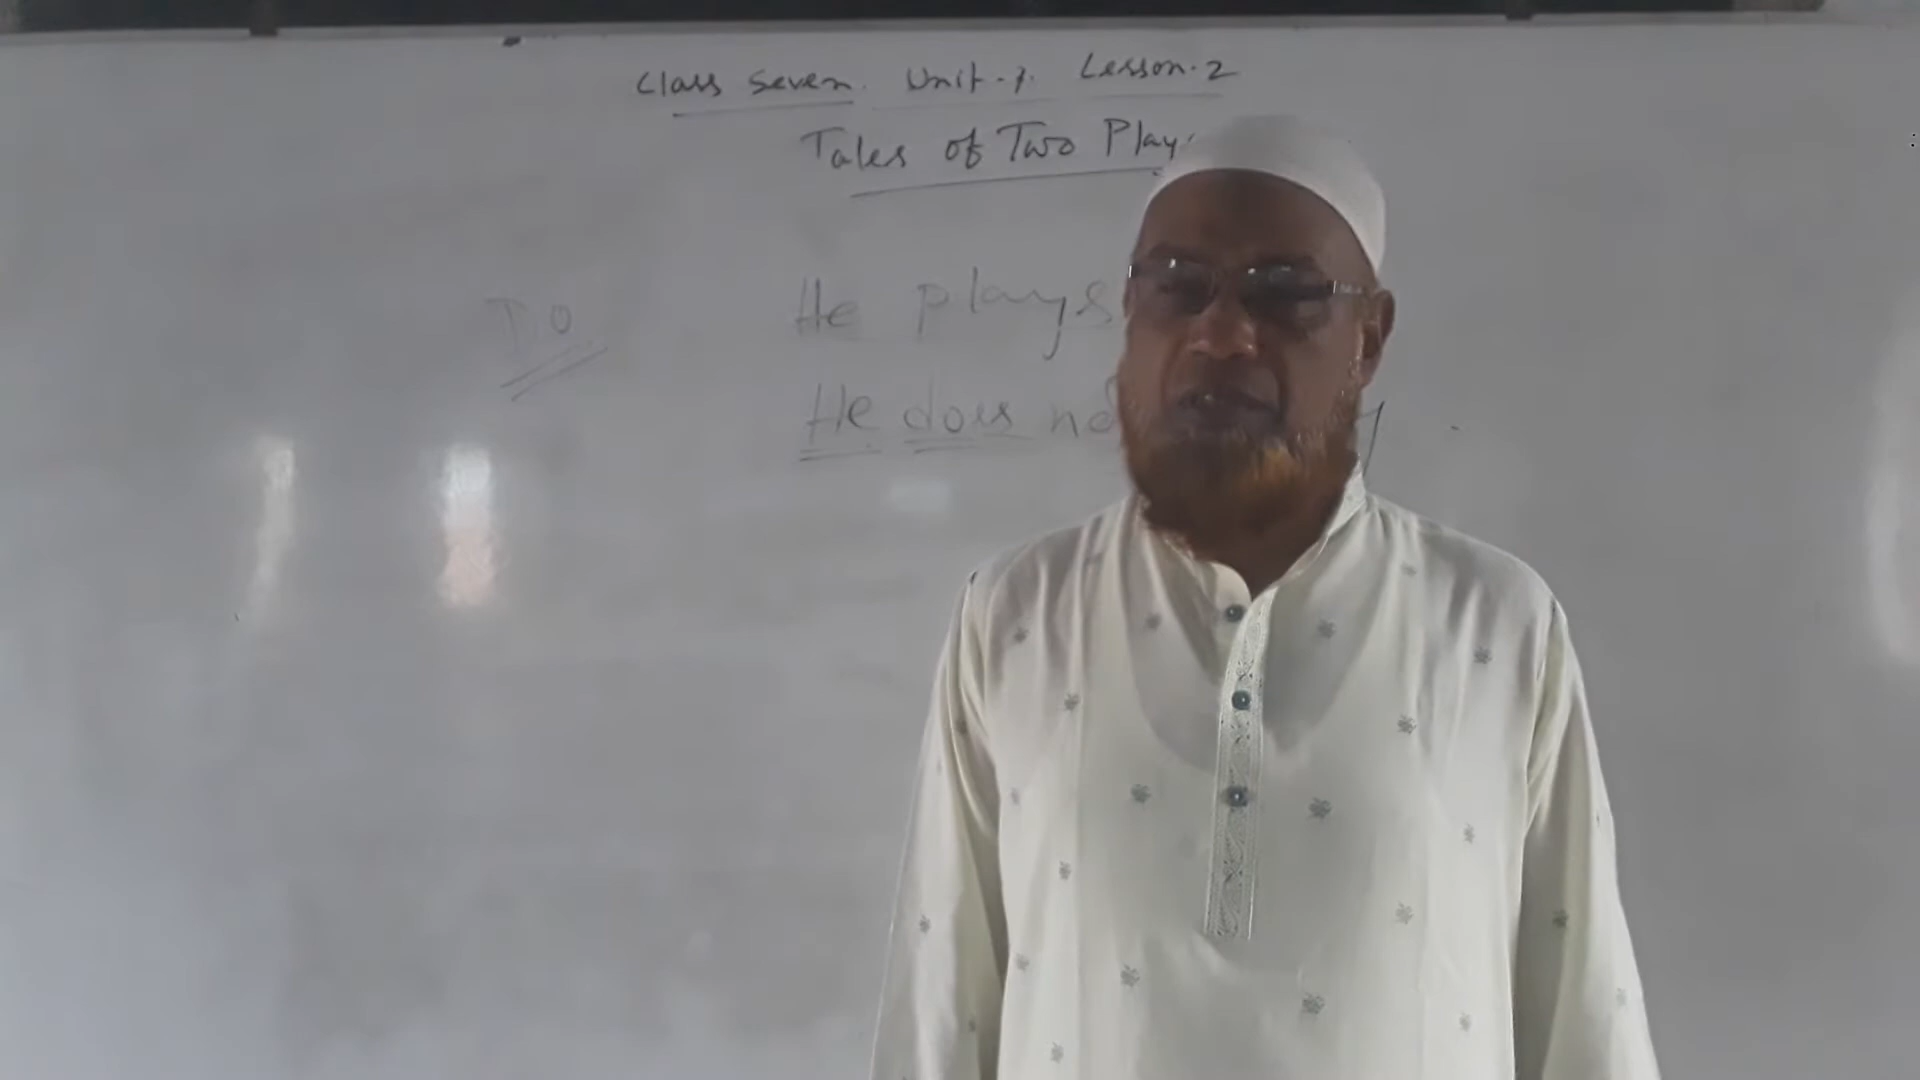 Class Seven. Unit-7. Lesson-2
Tales of Two Play
DO He plays
He does no